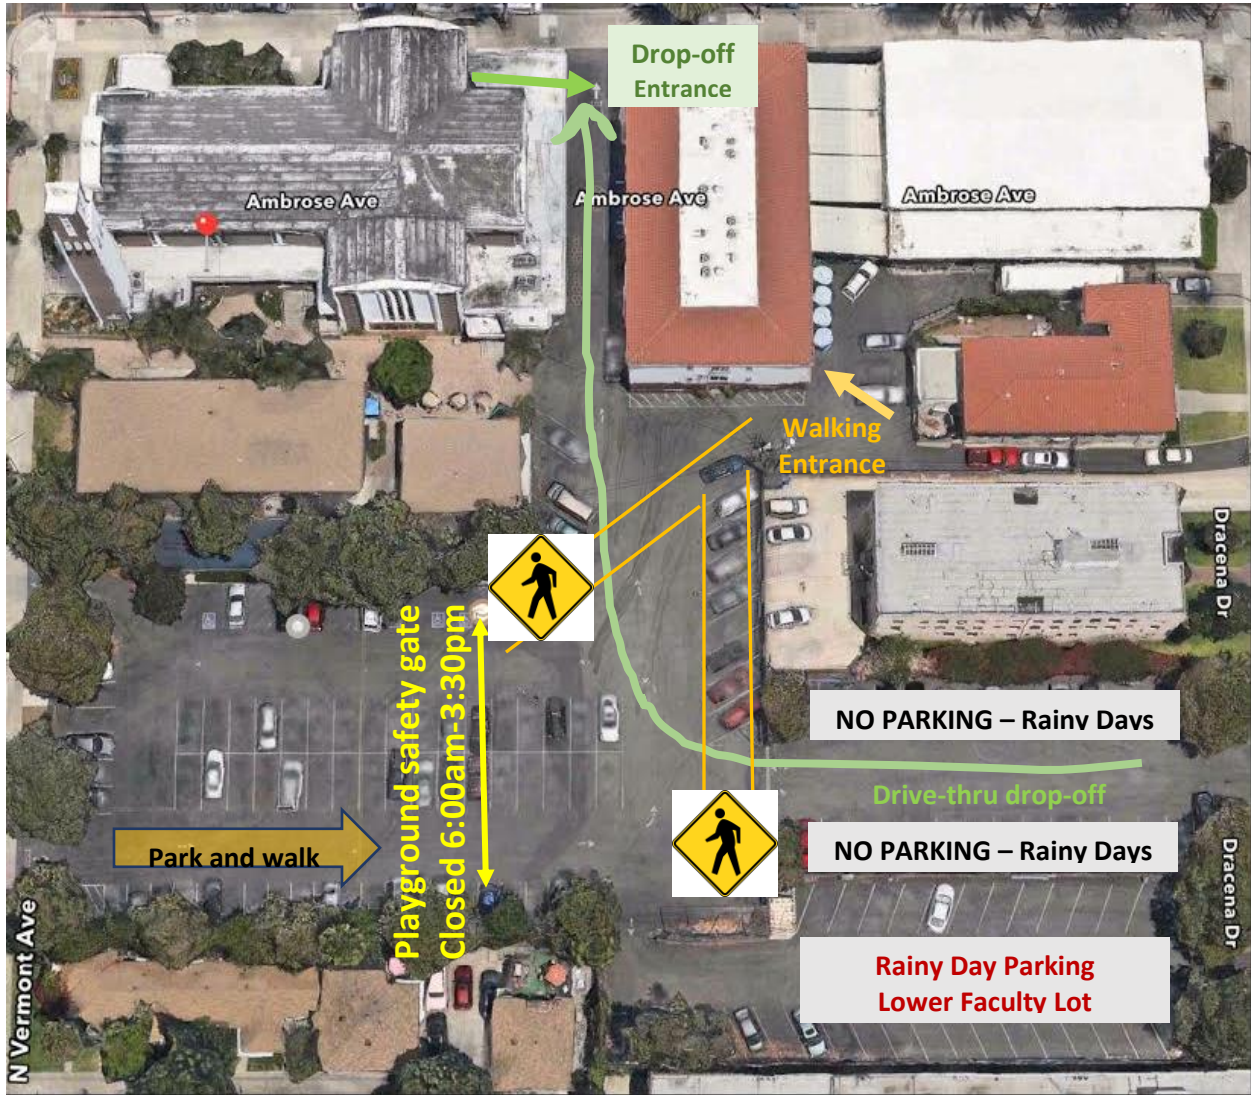 Drop-off
Entrance
Ambrose Ave
Ambrose Ave
Ambrose Ave
Walking
Entrance
Dracena Dr
Playground safety gate
Closed 6:00am-3:30pm
NO PARKING – Rainy Days
Drive-thru drop-off
NO PARKING – Rainy Days
Park and walk
Dracena Dr
N Vermont Ave
Rainy Day Parking
Lower Faculty Lot